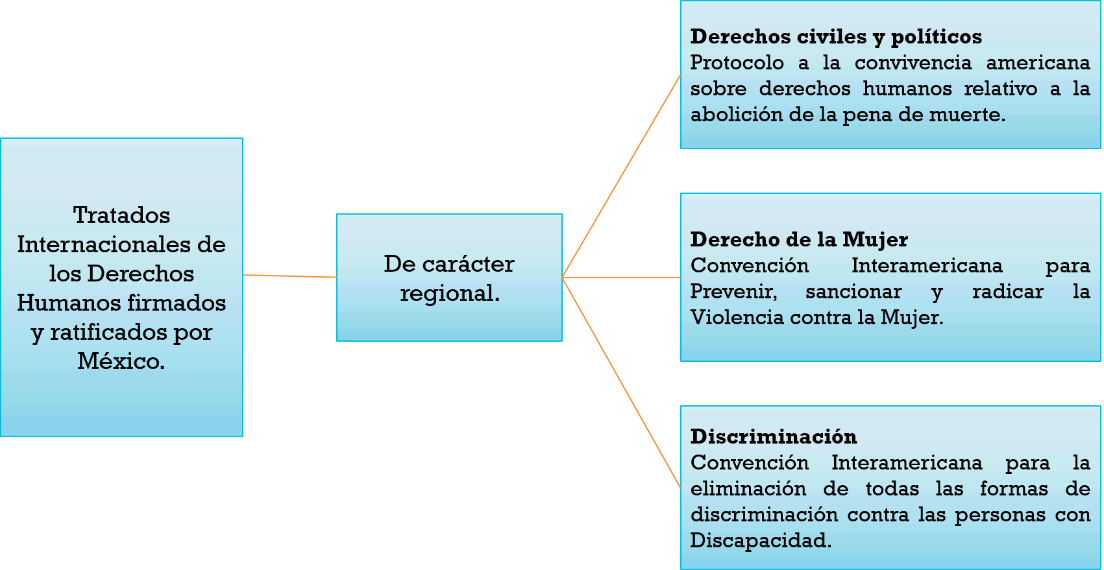 Tratados
Internacionales de
los Derechos
Humanos firmados
y ratificados por
México.
De carácter
regional.
Derechos civiles y políticos
Protocolo a la convivencia americana
sobre derechos humanos relativo a la
abolición de la pena de muerte.
Derecho de la Mujer
Convención Interamericana para
Prevenir, sancionar y radicar la
Violencia contra la Mujer.
Discriminación
Convención Interamericana para la
eliminación de todas las formas de
discriminación contra las personas con
Discapacidad.